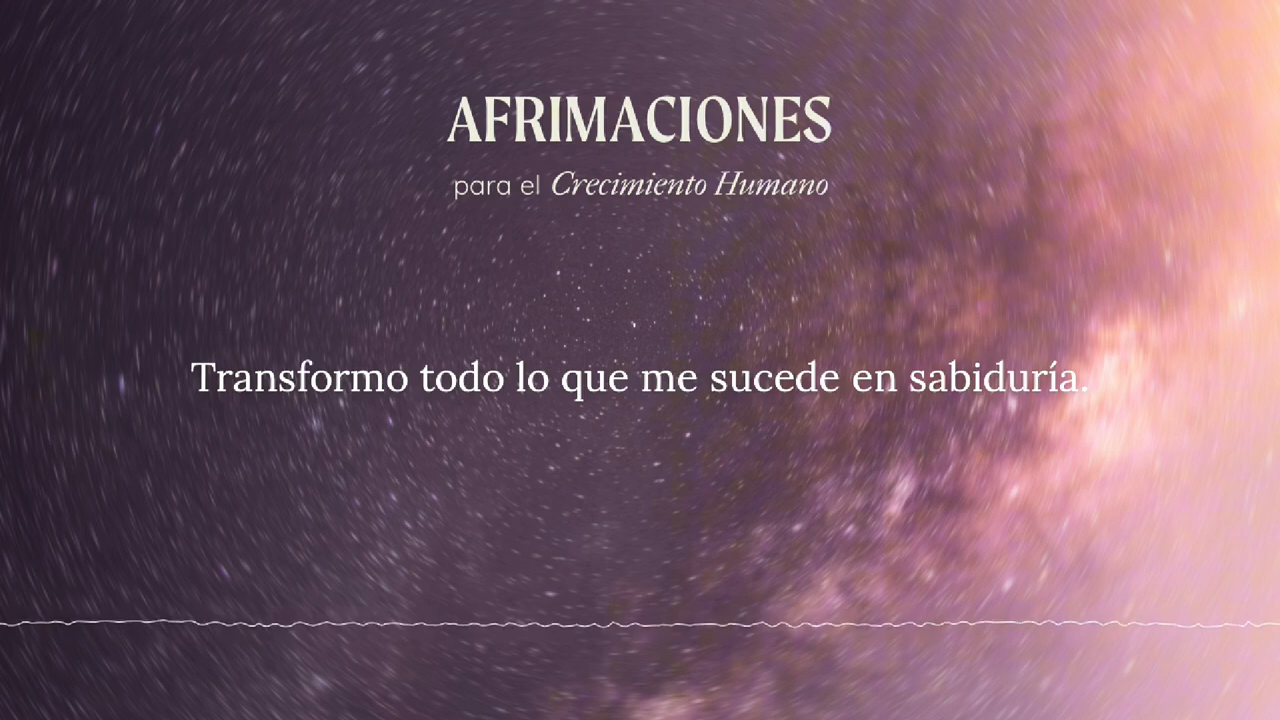 AFRIMACIONES
para el Crecimiento Humano
Transformo todo lo que me sucede en sabiduría.